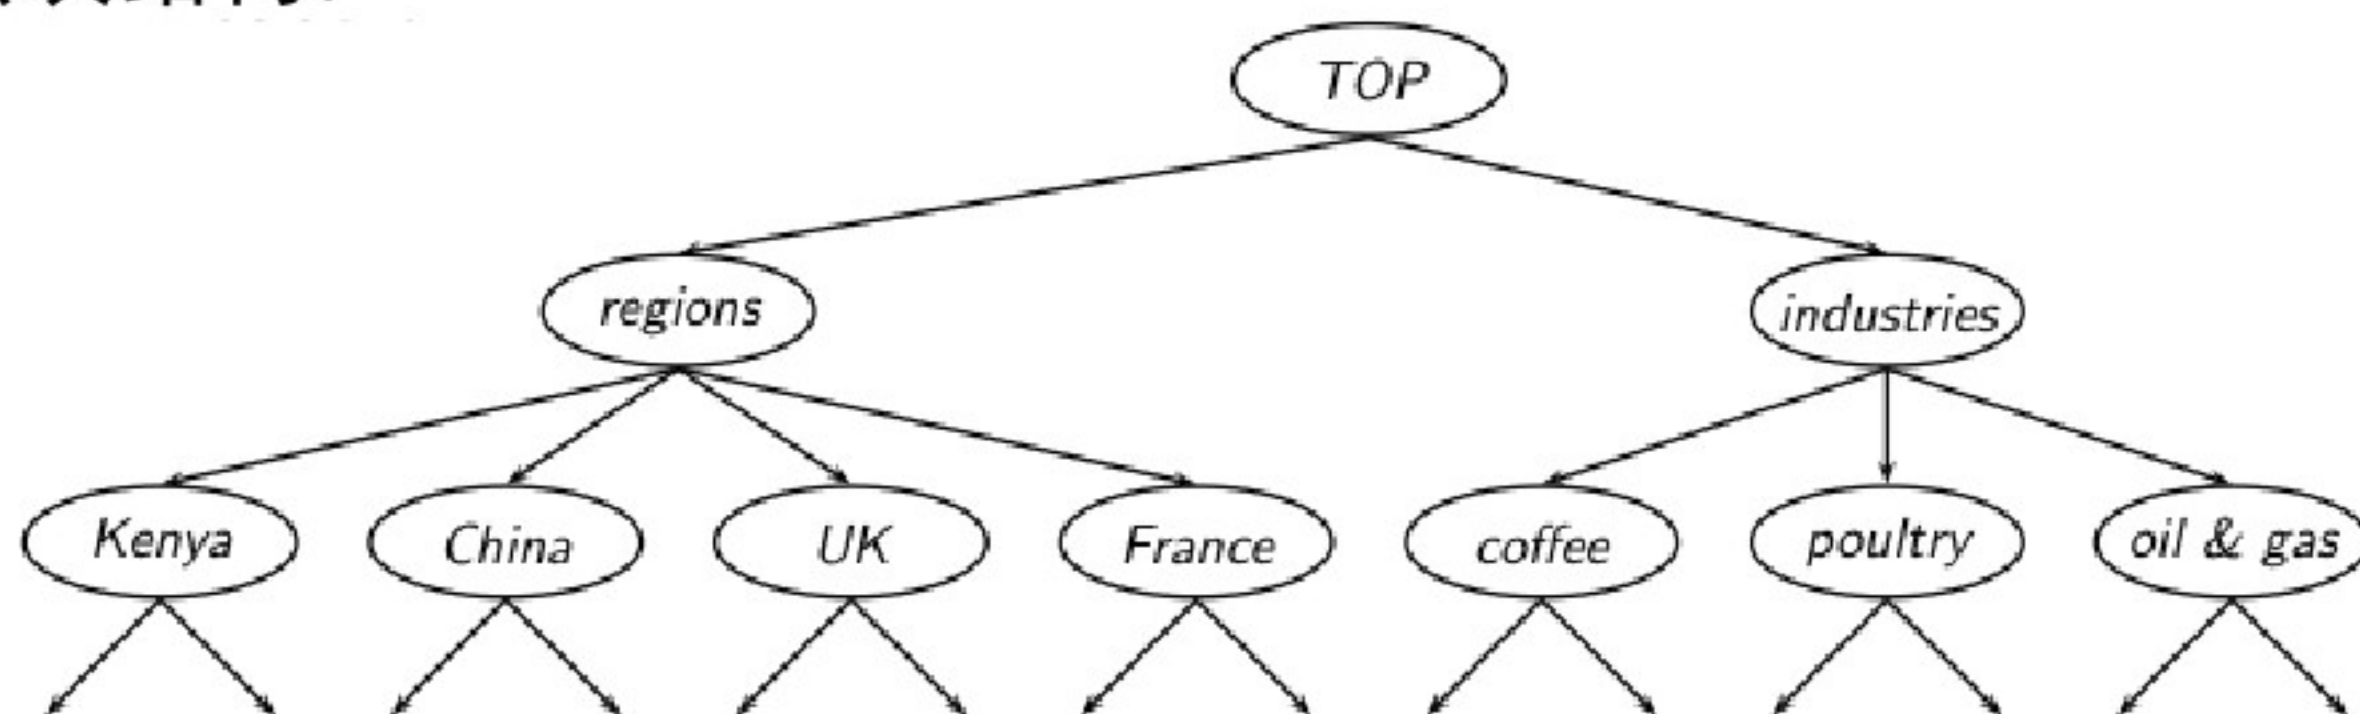 TOP
regions industries
Kenya China UK France coffee poultry oil & gas